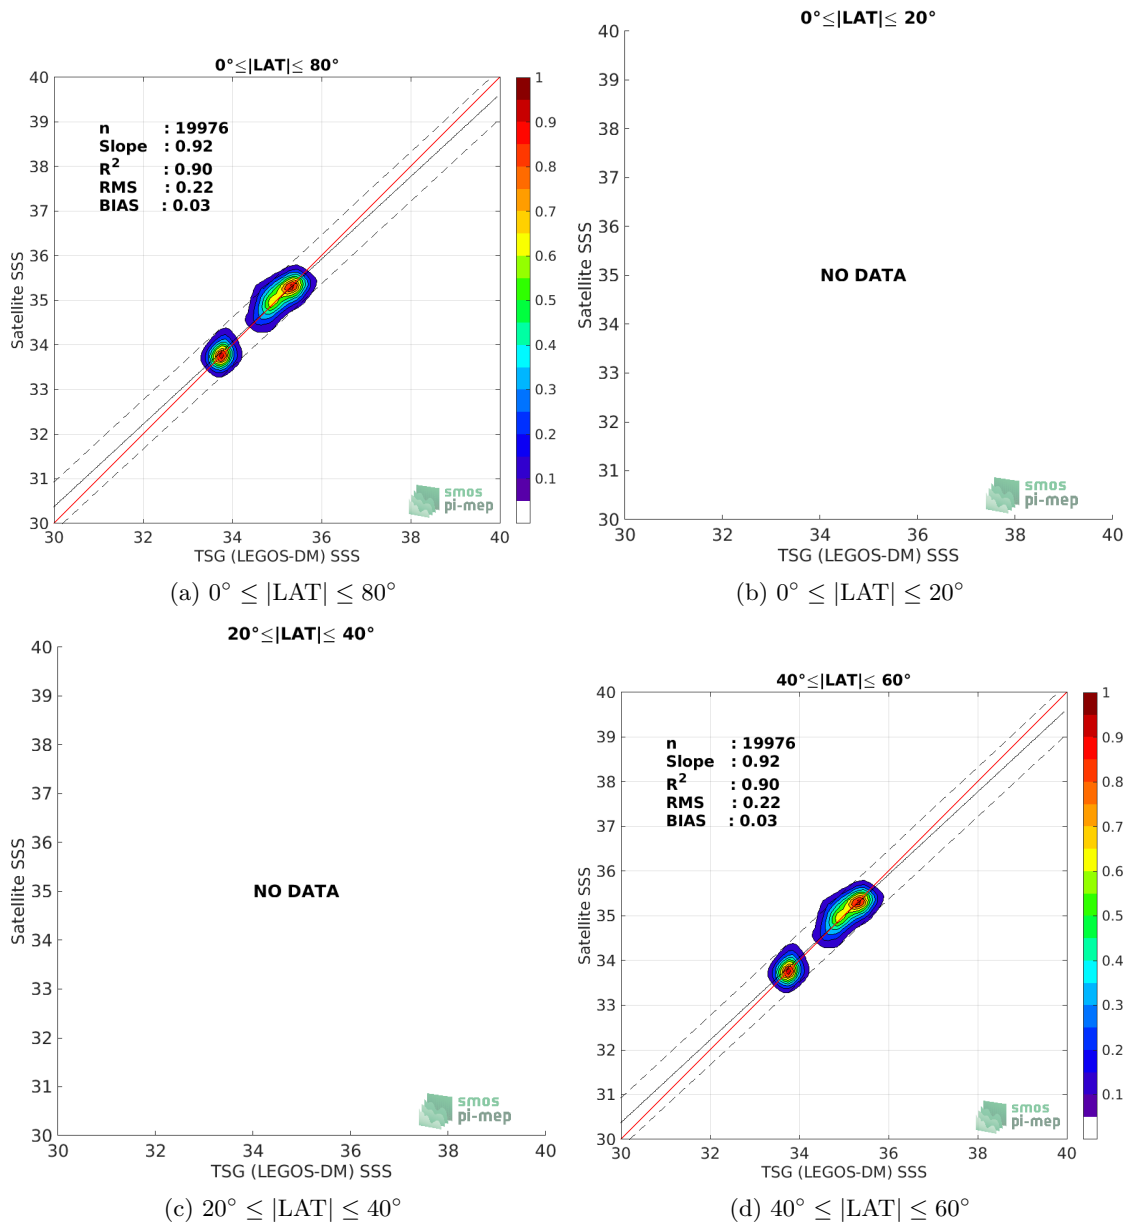 0°≤|LAT|≤ 80°
40
39
38
37
36
35
34
33
32
31
30
Satellite SSS
n : 19976
Slope : 0.92
R² : 0.90
RMS : 0.22
BIAS : 0.03
smos
pi-mep
30 32 34 36 38 40
TSG (LEGOS-DM) SSS
1
0.9
0.8
0.7
0.6
0.5
0.4
0.3
0.2
0.1
(a) 0° ≤ |LAT| ≤ 80°
0°≤|LAT|≤ 20°
40
39
38
37
36
35
34
33
32
31
30
Satellite SSS
NO DATA
smos
pi-mep
30 32 34 36 38 40
TSG (LEGOS-DM) SSS
(b) 0° ≤ |LAT| ≤ 20°
20°≤|LAT|≤ 40°
40
39
38
37
36
35
34
33
32
31
30
Satellite SSS
NO DATA
smos
pi-mep
30 32 34 36 38 40
TSG (LEGOS-DM) SSS
(c) 20° ≤ |LAT| ≤ 40°
40°≤|LAT|≤ 60°
40
39
38
37
36
35
34
33
32
31
30
Satellite SSS
n : 19976
Slope : 0.92
R² : 0.90
RMS : 0.22
BIAS : 0.03
smos
pi-mep
30 32 34 36 38 40
TSG (LEGOS-DM) SSS
1
0.9
0.8
0.7
0.6
0.5
0.4
0.3
0.2
0.1
(d) 40° ≤ |LAT| ≤ 60°